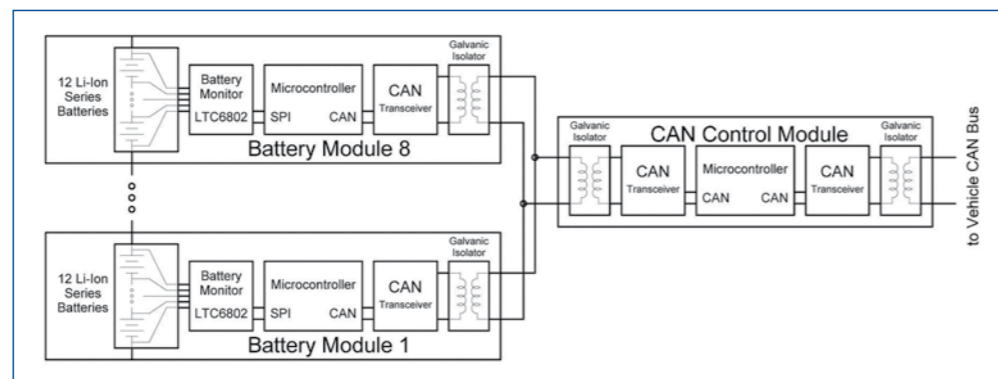 Galvanic
Isolator
12 Li-Ion
Series
Batteries
Battery
Monitor
LTC6802
Microcontroller
SPI CAN
CAN
Transceiver
Battery Module 8
Galvanic
Isolator
CAN Control Module
Galvanic
Isolator
CAN
Transceiver
Microcontroller
CAN CAN
CAN
Transceiver
to Vehicle CAN Bus
Galvanic
Isolator
12 Li-Ion
Series
Batteries
Battery
Monitor
LTC6802
Microcontroller
SPI CAN
CAN
Transceiver
Battery Module 1